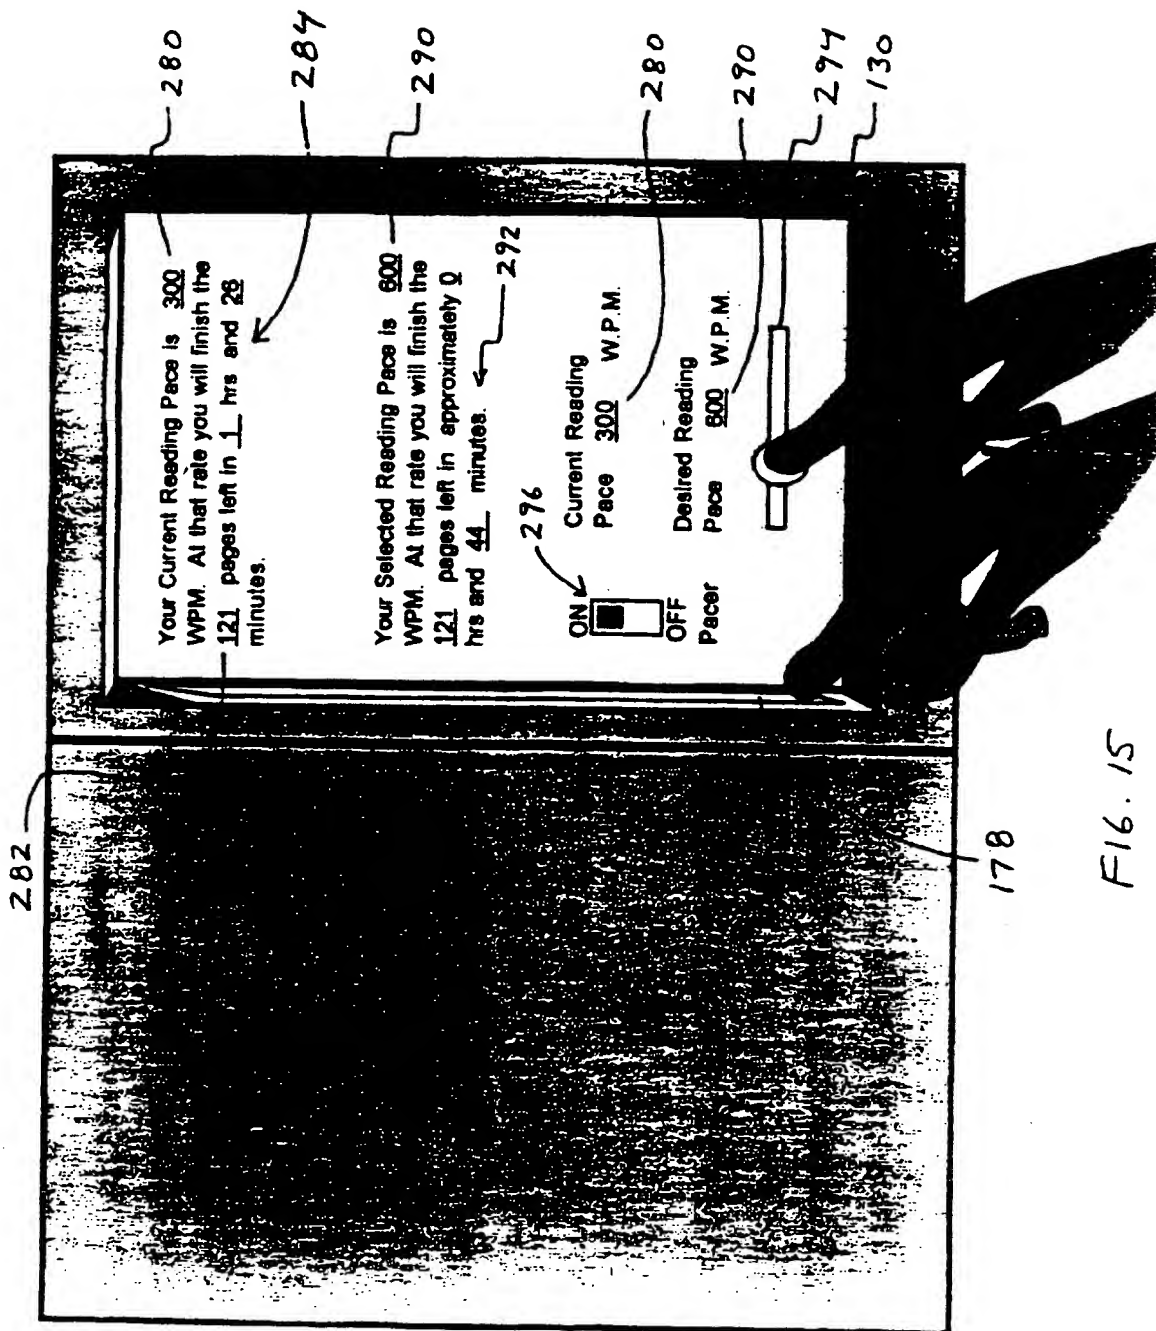 282
Your Current Reading Pace is 300
WPM. At that rate you will finish the
121 pages left in 1 hrs and 28
minutes.
280
284
Your Selected Reading Pace is 600
WPM. At that rate you will finish the
121 pages left in approximately 0
hrs and 44 minutes.
290
292
296
ON
OFF
Pacer
Current Reading
Pace 300 W.P.M.
280
Desired Reading
Pace 600 W.P.M.
290
294
130
178
FIG. 15